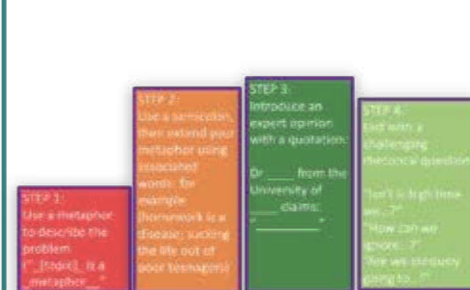 STEP 1:
Use a metaphor
to describe the
problem
("_[topic]_ is a
_metaphor__"
STEP 2:
Use a semicolon,
then extend your
metaphor using
associated
words: for
example
(homework is a
disease; sucking
the life out of
poor teenagers)
STEP 3:
Introduce an
expert opinion
with a quotation:
Dr ____ from the
University of
____ claims:
"__________"
STEP 4:
End with a
challenging
rhetorical question
"Isn't it high time
we...?"
"How can we
ignore...?"
"Are we seriously
going to...?"